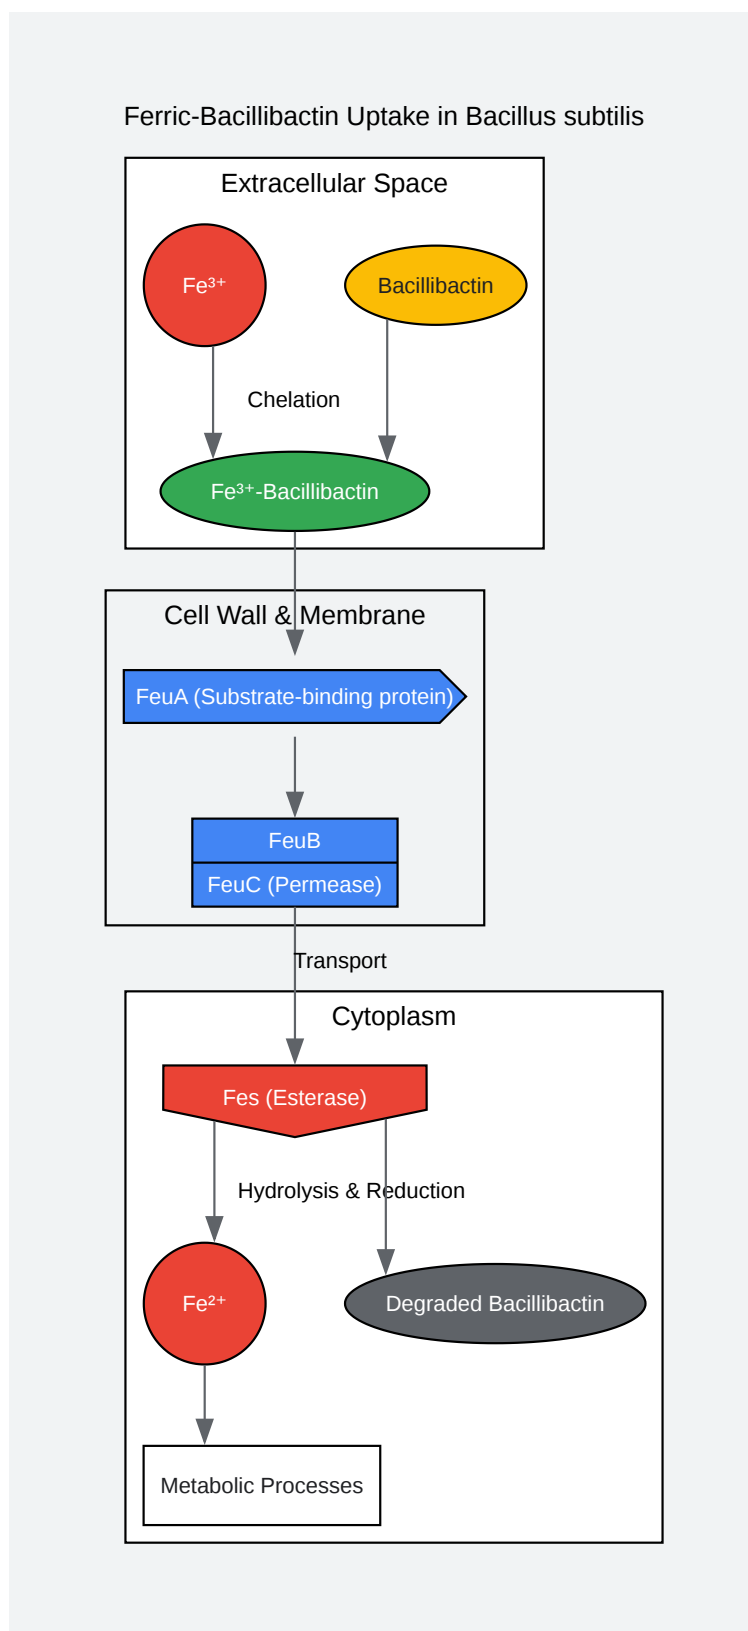 Ferric-Bacillibactin Uptake in Bacillus subtilis
Extracellular Space
Fe³⁺
Bacillibactin
Chelation
Fe³⁺-Bacillibactin
Cell Wall & Membrane
FeuA (Substrate-binding protein)
FeuB
FeuC (Permease)
Transport
Cytoplasm
Fes (Esterase)
Hydrolysis & Reduction
Fe²⁺
Degraded Bacillibactin
Metabolic Processes